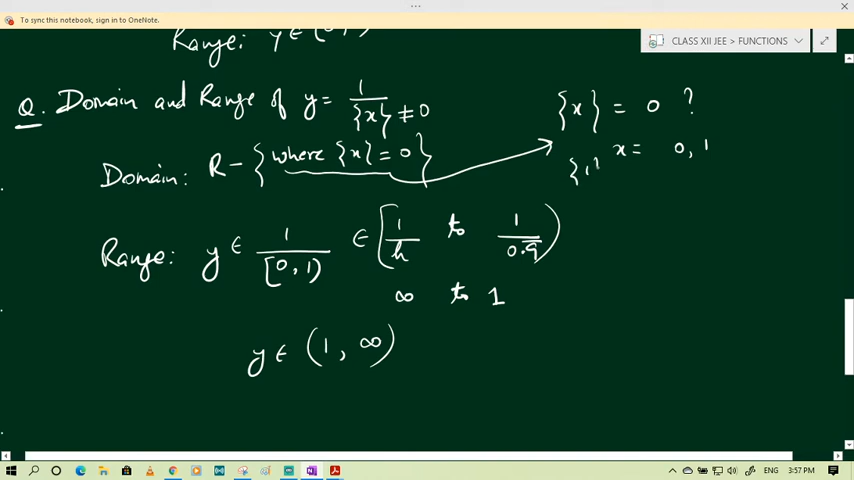 To sync this notebook, sign in to OneNote.
CLASS XII JEE > FUNCTIONS
Range: y ∈
Q. Domain and Range of y = 1/{x} ≠ 0
{x} = 0 ?
Domain: R - {where {x} = 0}
x = 0, 1
Range: y ∈ 1/[0, 1) ∈ [1/h to 1/0.9̅)
∞ to 1
y ∈ (1, ∞)
ENG 3:57 PM